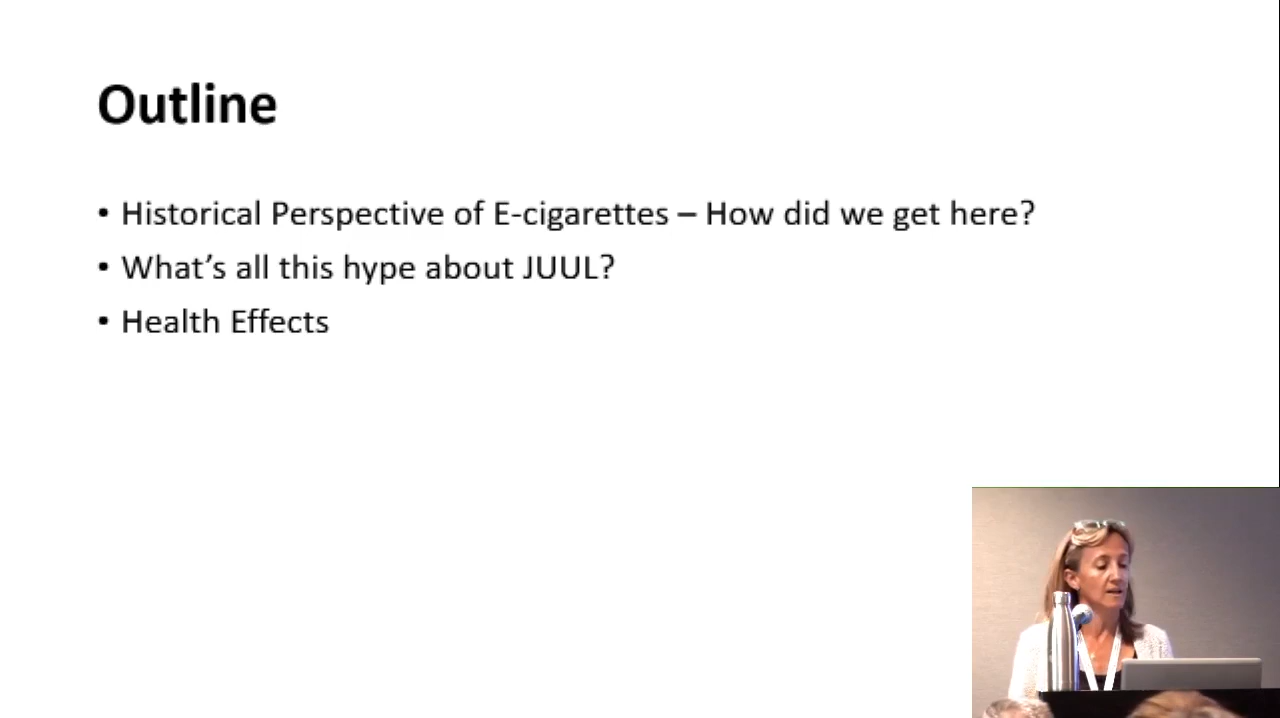 Outline
• Historical Perspective of E-cigarettes – How did we get here?
• What's all this hype about JUUL?
• Health Effects